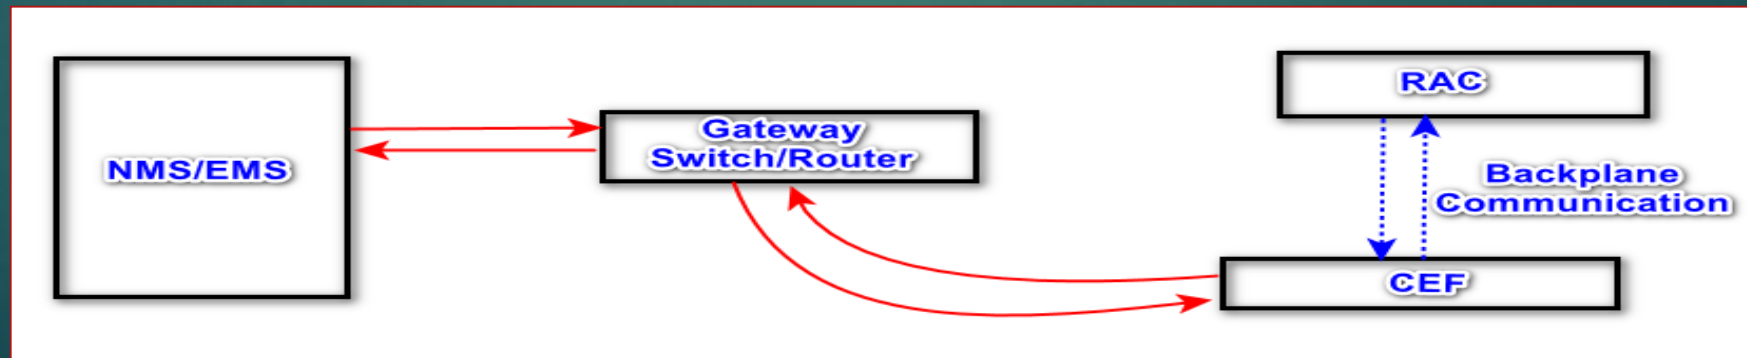 NMS/EMS
Gateway
Switch/Router
RAC
Backplane
Communication
CEF